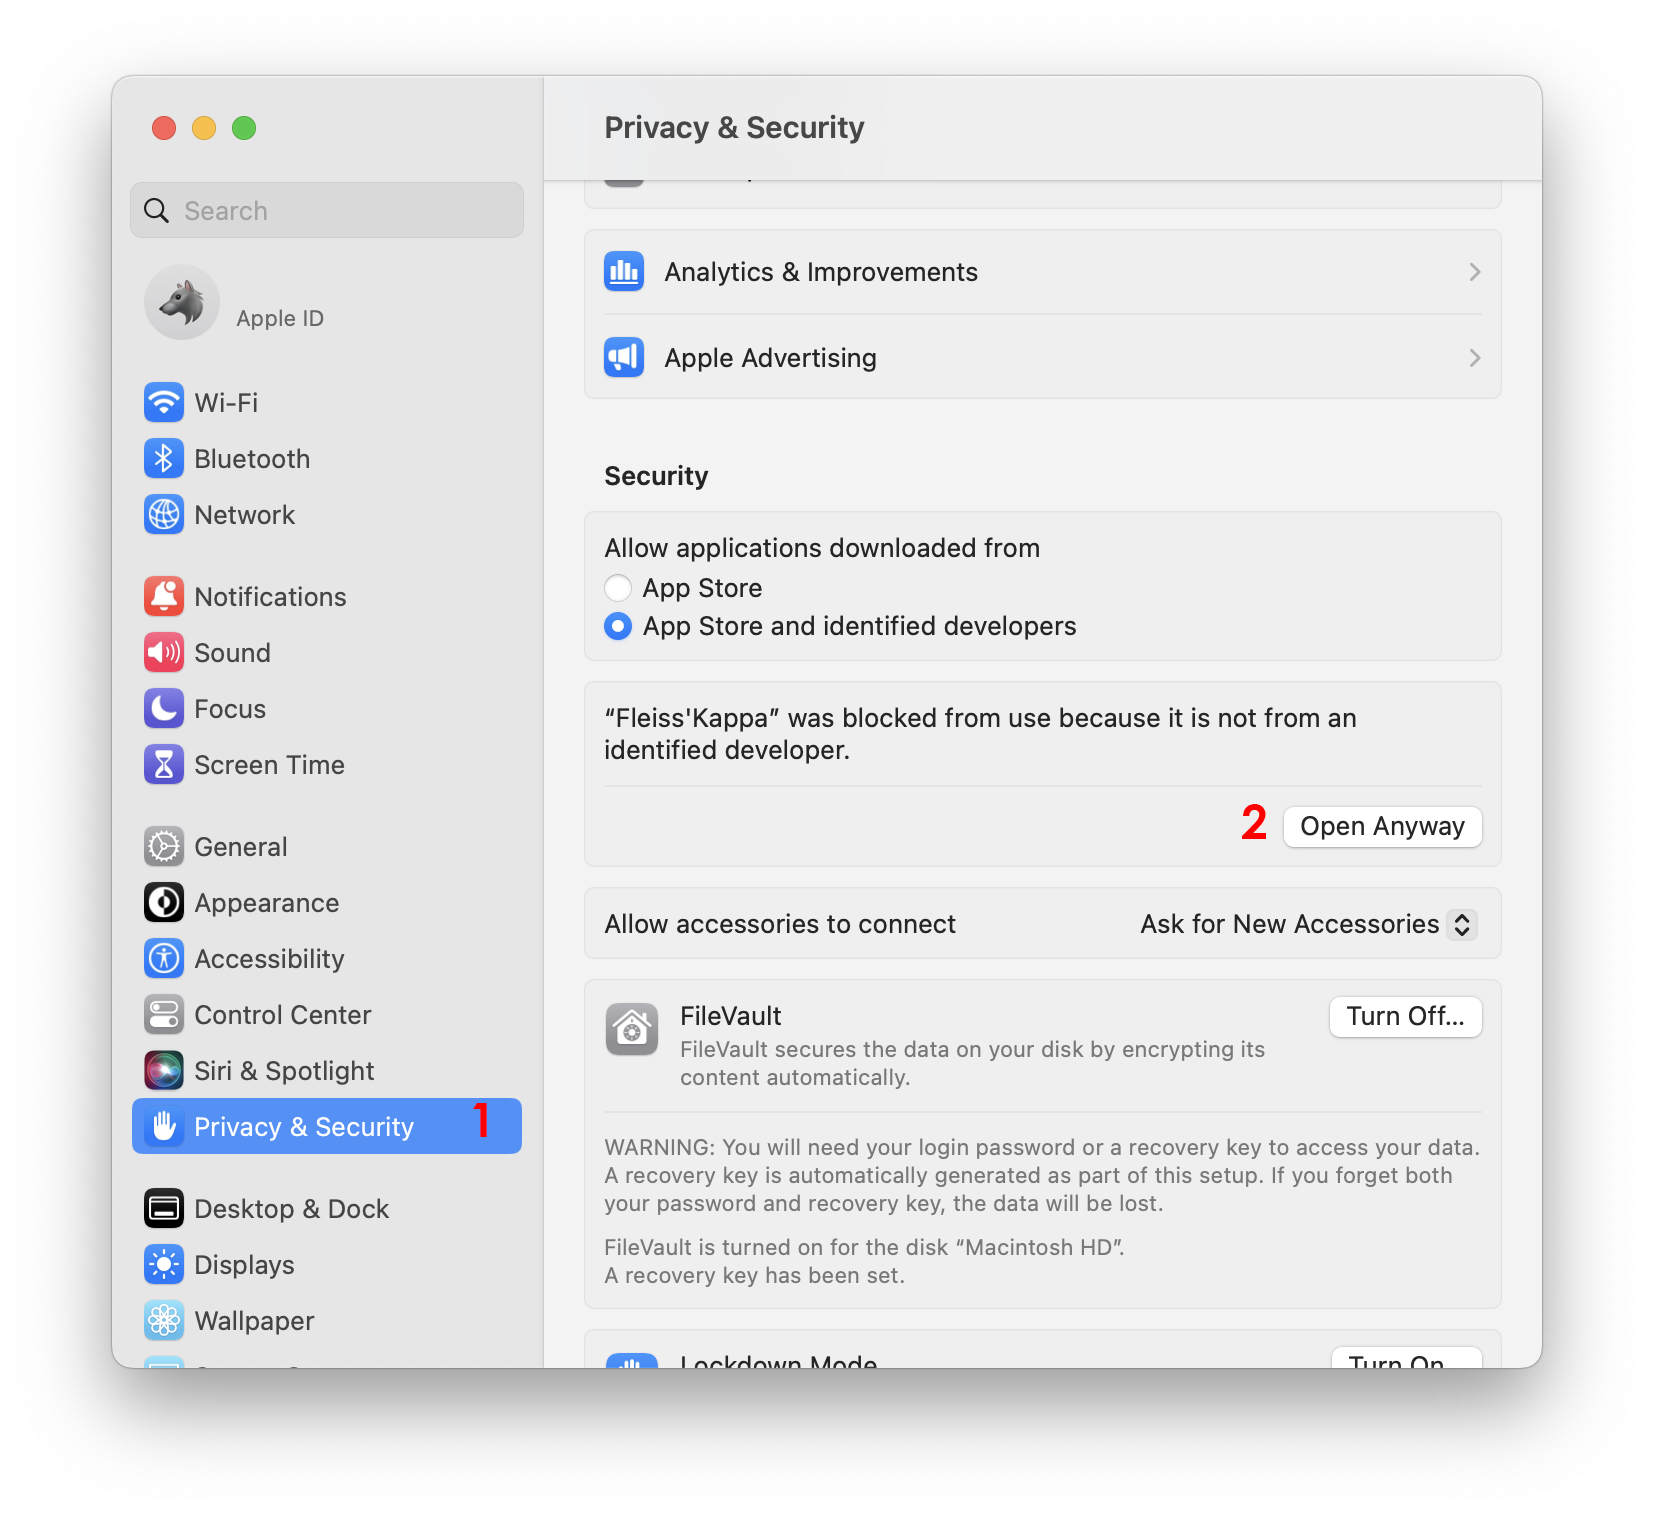 Privacy & Security
Search
Apple ID
Wi-Fi
Bluetooth
Network
Notifications
Sound
Focus
Screen Time
General
Appearance
Accessibility
Control Center
Siri & Spotlight
Privacy & Security 1
Desktop & Dock
Displays
Wallpaper
Analytics & Improvements
Apple Advertising
Security
Allow applications downloaded from
App Store
App Store and identified developers
“Fleiss'Kappa” was blocked from use because it is not from an
identified developer.
2 Open Anyway
Allow accessories to connect Ask for New Accessories
FileVault Turn Off...
FileVault secures the data on your disk by encrypting its
content automatically.
WARNING: You will need your login password or a recovery key to access your data.
A recovery key is automatically generated as part of this setup. If you forget both
your password and recovery key, the data will be lost.
FileVault is turned on for the disk “Macintosh HD”.
A recovery key has been set.
Lockdown Mode Turn On...